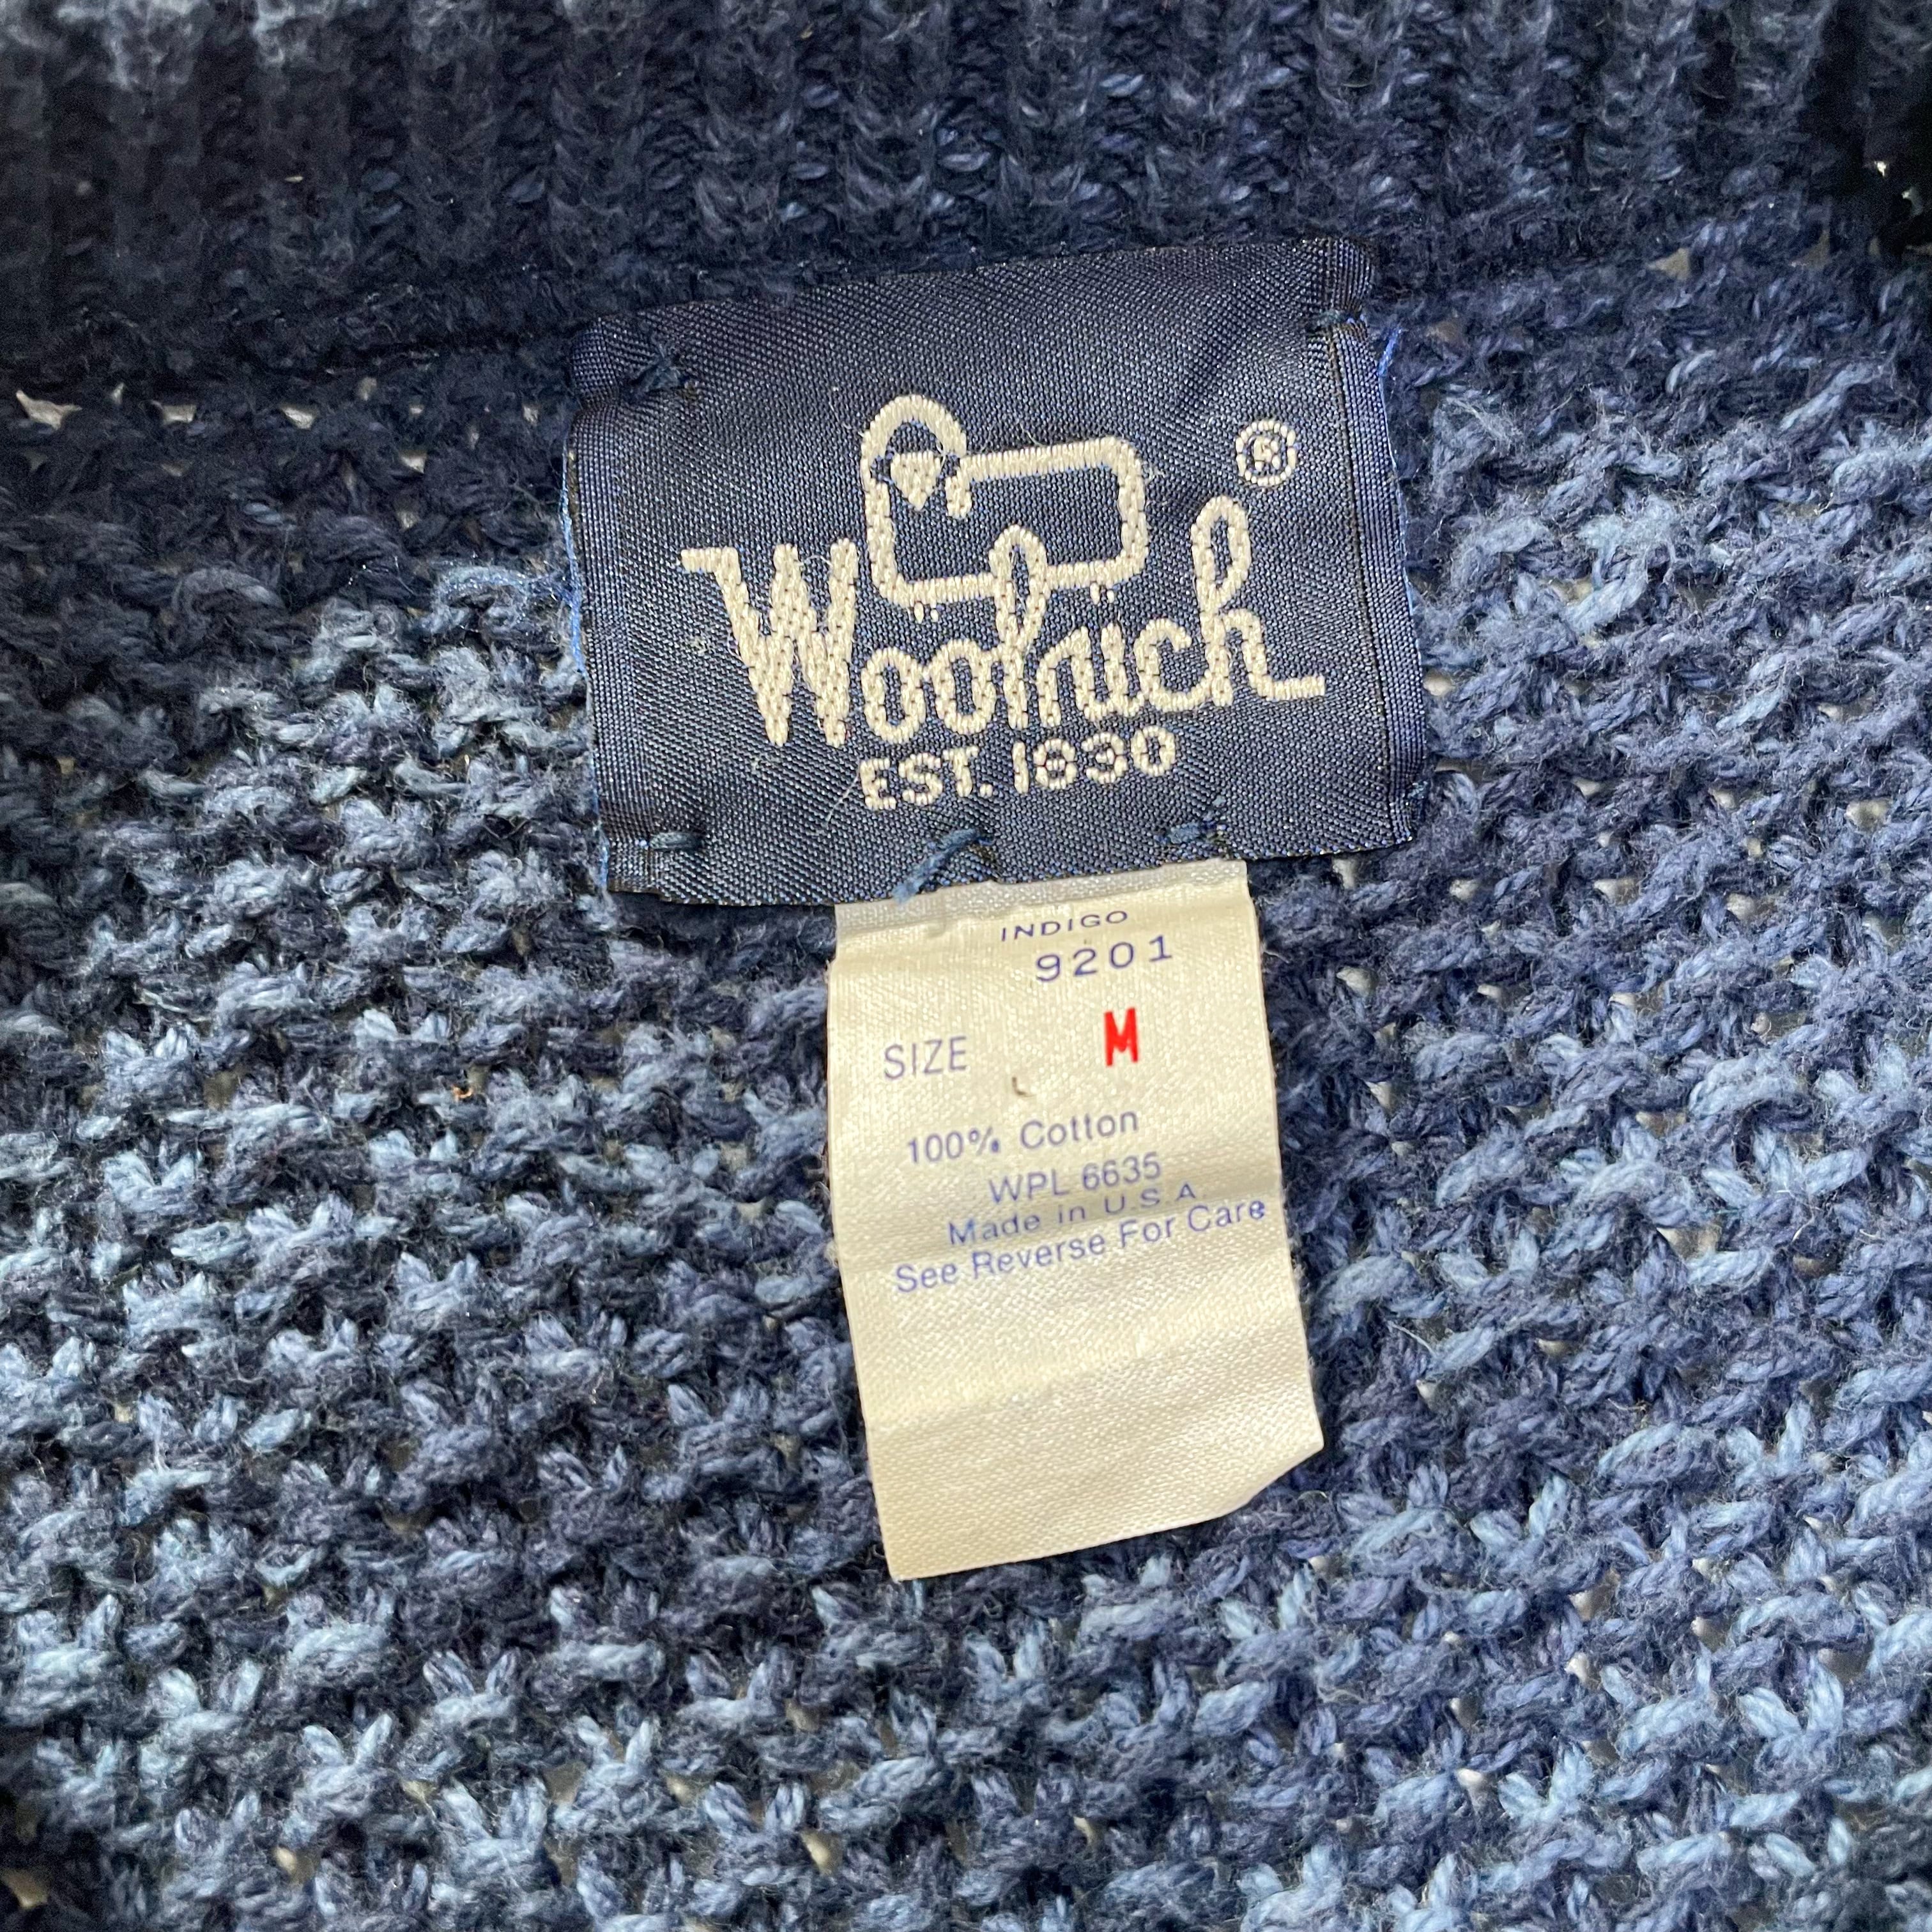 ®
Woolrich
EST. 1830
INDIGO
9201
SIZE M
100% Cotton
WPL 6635
Made in U.S.A
See Reverse For Care